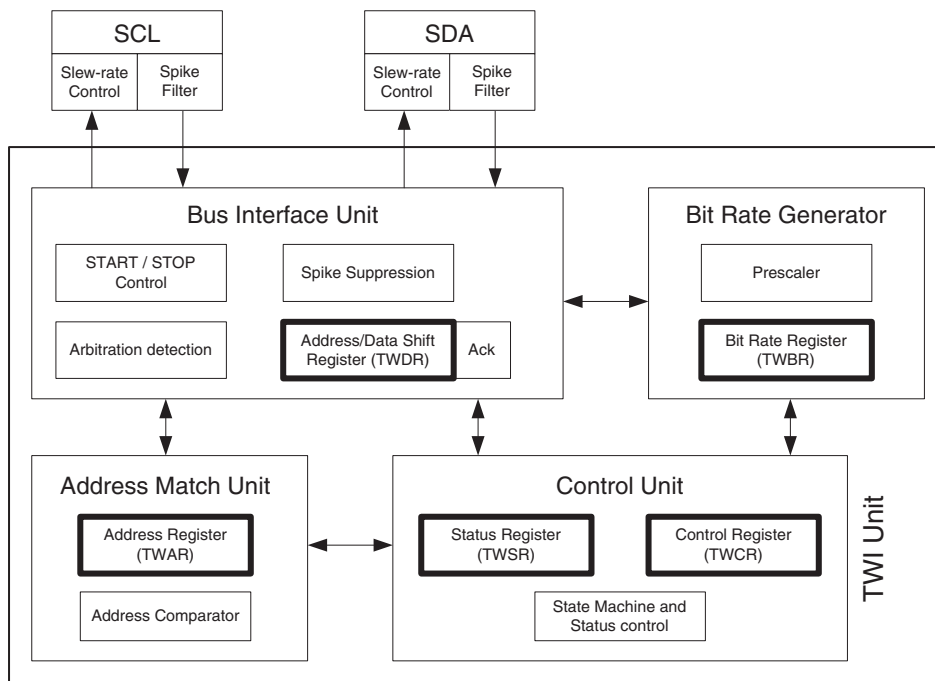 SCL
Slew-rate
Control
Spike
Filter
SDA
Slew-rate
Control
Spike
Filter
Bus Interface Unit
START / STOP
Control
Spike Suppression
Arbitration detection
Address/Data Shift
Register (TWDR)
Ack
Bit Rate Generator
Prescaler
Bit Rate Register
(TWBR)
Address Match Unit
Address Register
(TWAR)
Address Comparator
Control Unit
Status Register
(TWSR)
Control Register
(TWCR)
State Machine and
Status control
TWI Unit